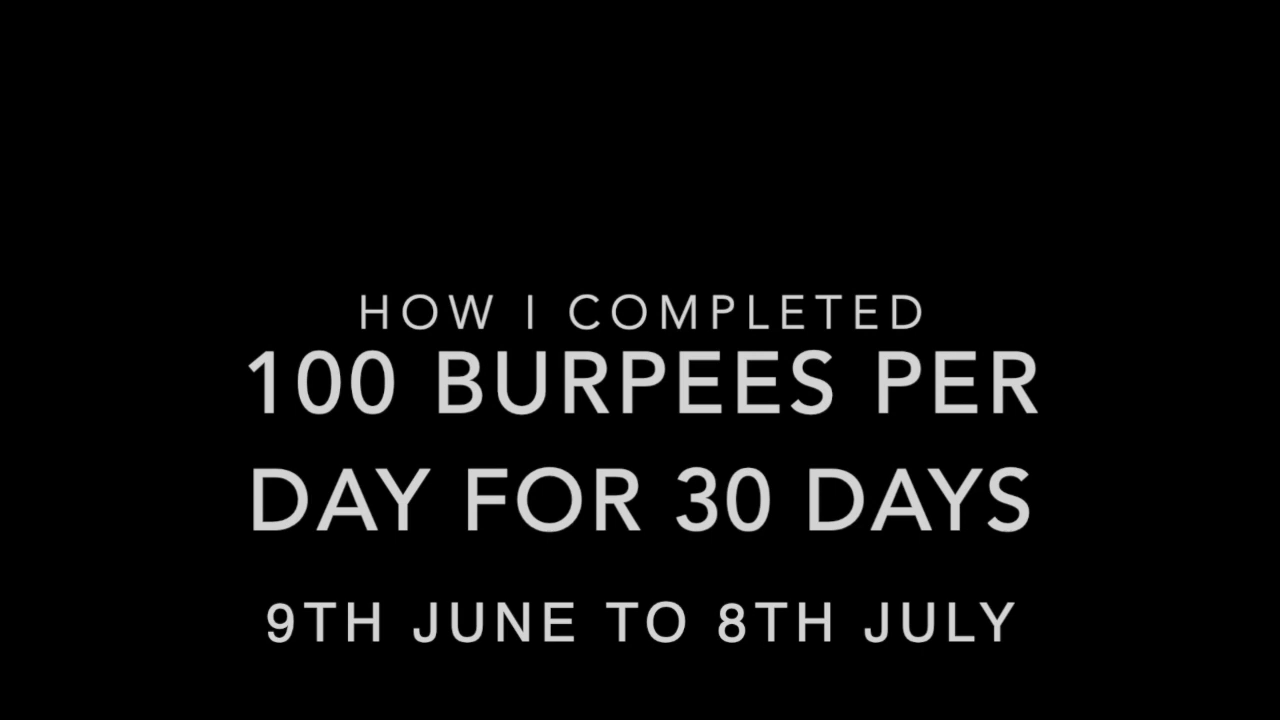 HOW I COMPLETED
100 BURPEES PER
DAY FOR 30 DAYS
9TH JUNE TO 8TH JULY